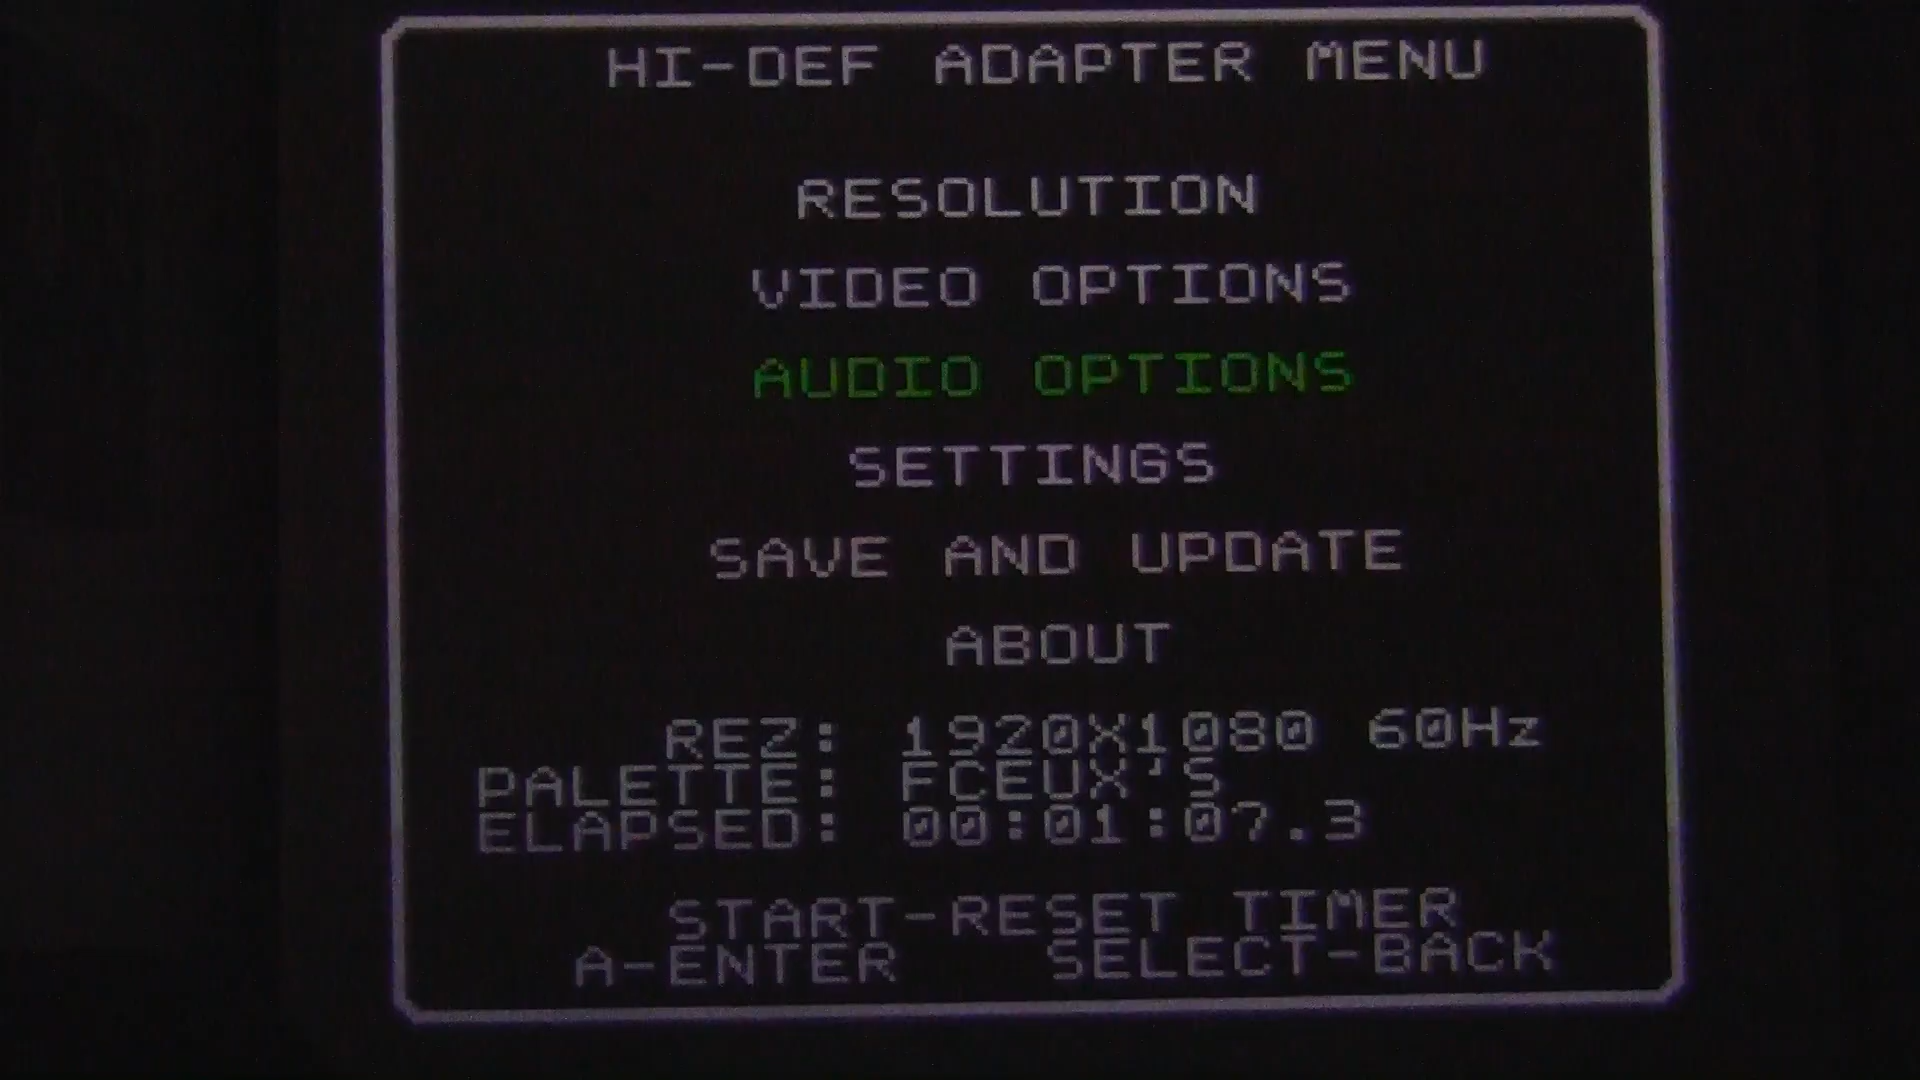 HI-DEF ADAPTER MENU
RESOLUTION
VIDEO OPTIONS
AUDIO OPTIONS
SETTINGS
SAVE AND UPDATE
ABOUT
REZ: 1920X1080 60Hz
PALETTE: FCEUX'S
ELAPSED: 00:01:07.3
START-RESET TIMER
A-ENTER SELECT-BACK